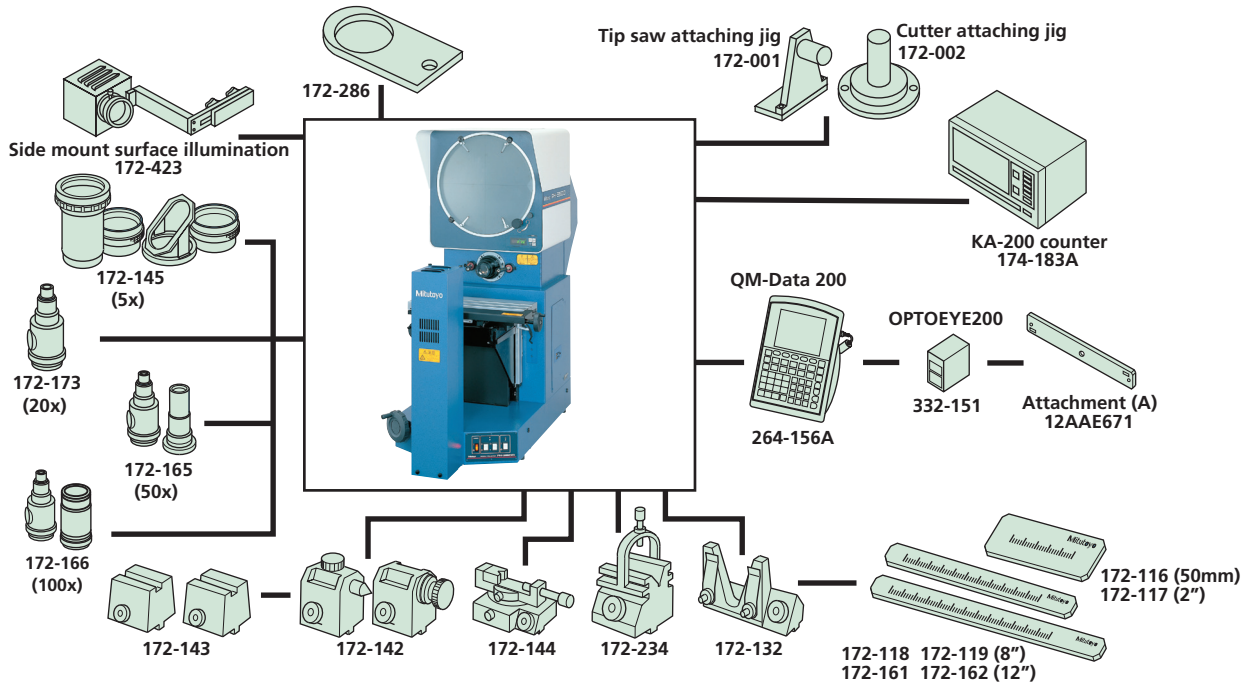 Tip saw attaching jig
172-001
Cutter attaching jig
172-002
172-286
Side mount surface illumination
172-423
KA-200 counter
174-183A
172-145
(5x)
QM-Data 200
264-156A
OPTOEYE200
332-151
Attachment (A)
12AAE671
Mitutoyo
172-173
(20x)
172-165
(50x)
172-166
(100x)
172-143
172-142
172-144
172-234
172-132
Mitutoyo
172-116 (50mm)
172-117 (2")
Mitutoyo
Mitutoyo
172-118 172-119 (8")
172-161 172-162 (12")